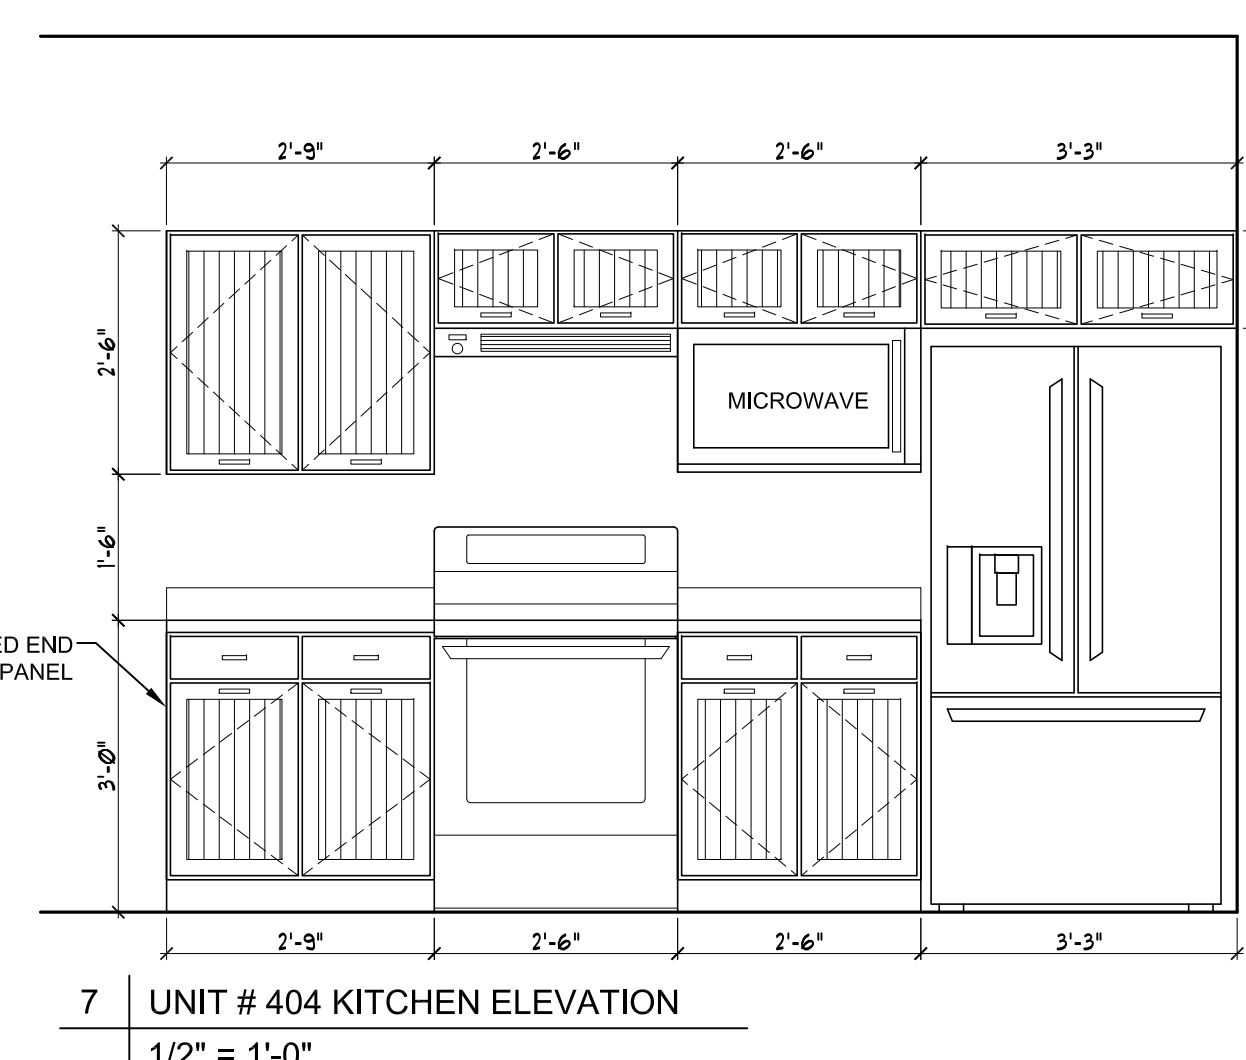 2'-9" 2'-6" 2'-6" 3'-3"
2'-6"
MICROWAVE
1'-6"
ED END
PANEL
3'-0"
2'-9" 2'-6" 2'-6" 3'-3"
7 UNIT # 404 KITCHEN ELEVATION
1/2" = 1'-0"